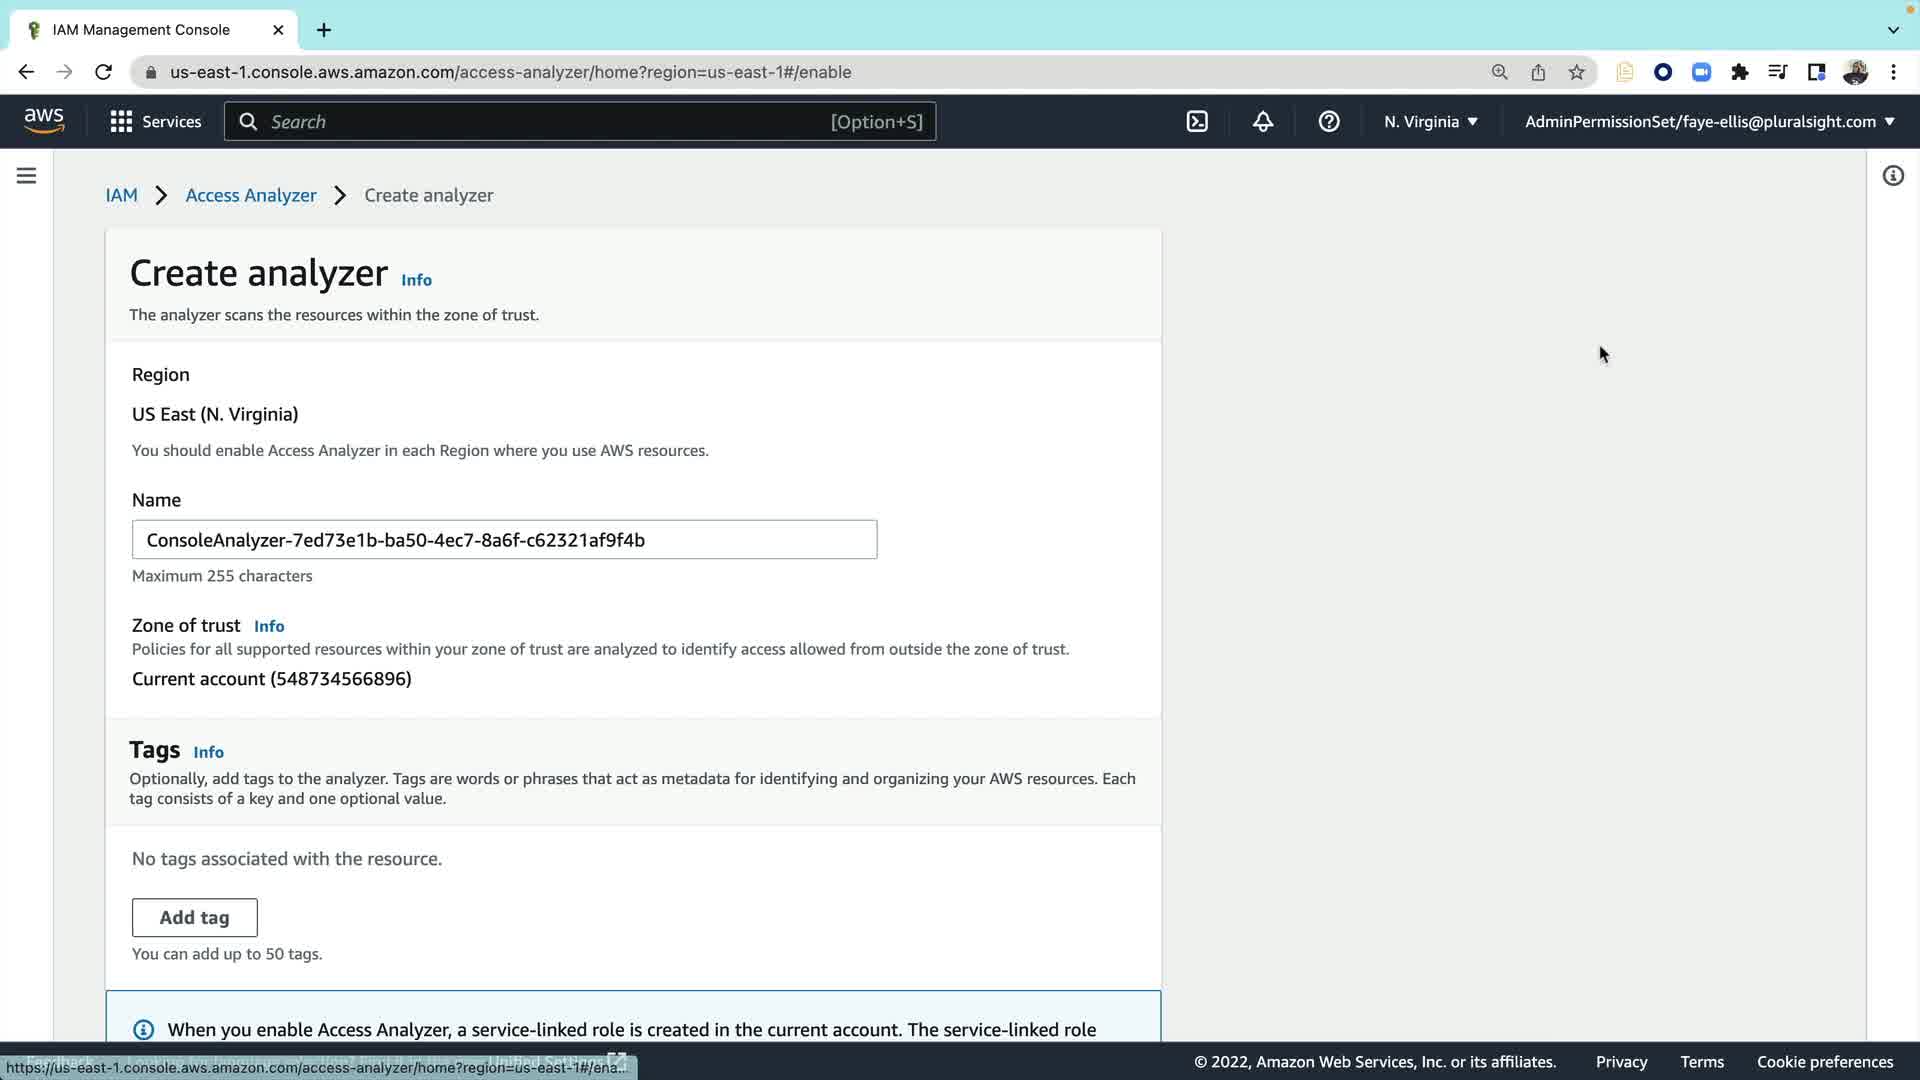 IAM Management Console
us-east-1.console.aws.amazon.com/access-analyzer/home?region=us-east-1#/enable
aws
Services
Search
[Option+S]
N. Virginia
AdminPermissionSet/faye-ellis@pluralsight.com
IAM
Access Analyzer
Create analyzer
Create analyzer Info
The analyzer scans the resources within the zone of trust.
Region
US East (N. Virginia)
You should enable Access Analyzer in each Region where you use AWS resources.
Name
ConsoleAnalyzer-7ed73e1b-ba50-4ec7-8a6f-c62321af9f4b
Maximum 255 characters
Zone of trust Info
Policies for all supported resources within your zone of trust are analyzed to identify access allowed from outside the zone of trust.
Current account (548734566896)
Tags Info
Optionally, add tags to the analyzer. Tags are words or phrases that act as metadata for identifying and organizing your AWS resources. Each
tag consists of a key and one optional value.
No tags associated with the resource.
Add tag
You can add up to 50 tags.
When you enable Access Analyzer, a service-linked role is created in the current account. The service-linked role
Feedback
Unified Settings
https://us-east-1.console.aws.amazon.com/access-analyzer/home?region=us-east-1#/ena...
© 2022, Amazon Web Services, Inc. or its affiliates.
Privacy
Terms
Cookie preferences